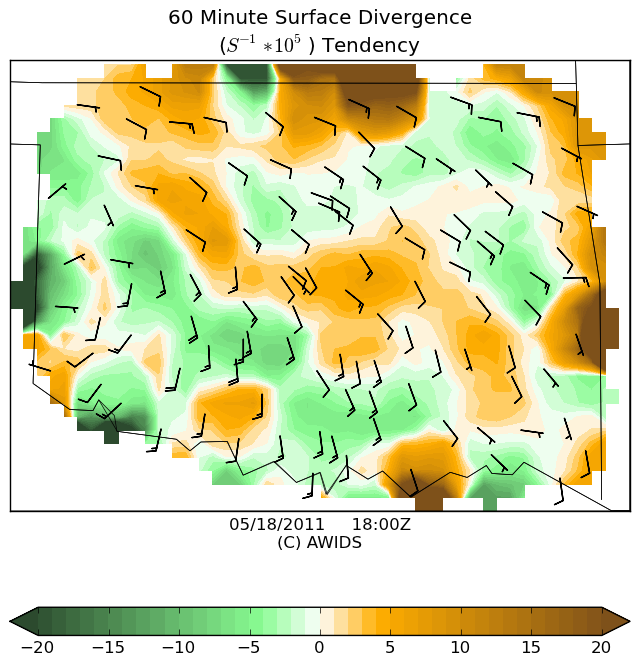 60 Minute Surface Divergence
(S⁻¹ *10⁵ ) Tendency
05/18/2011 18:00Z
(C) AWIDS
−20 −15 −10 −5 0 5 10 15 20